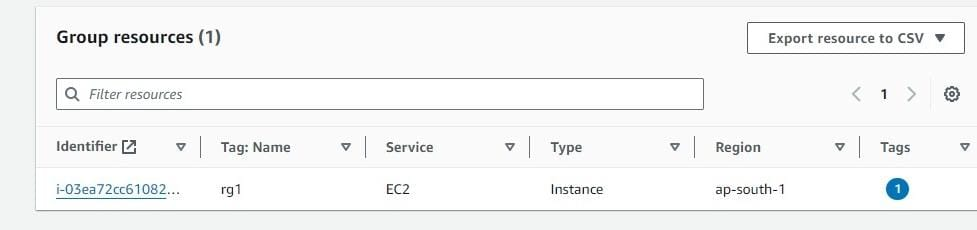 Group resources (1)
Export resource to CSV
Filter resources
1
Identifier Tag: Name Service Type Region Tags
i-03ea72cc61082... rg1 EC2 Instance ap-south-1 1